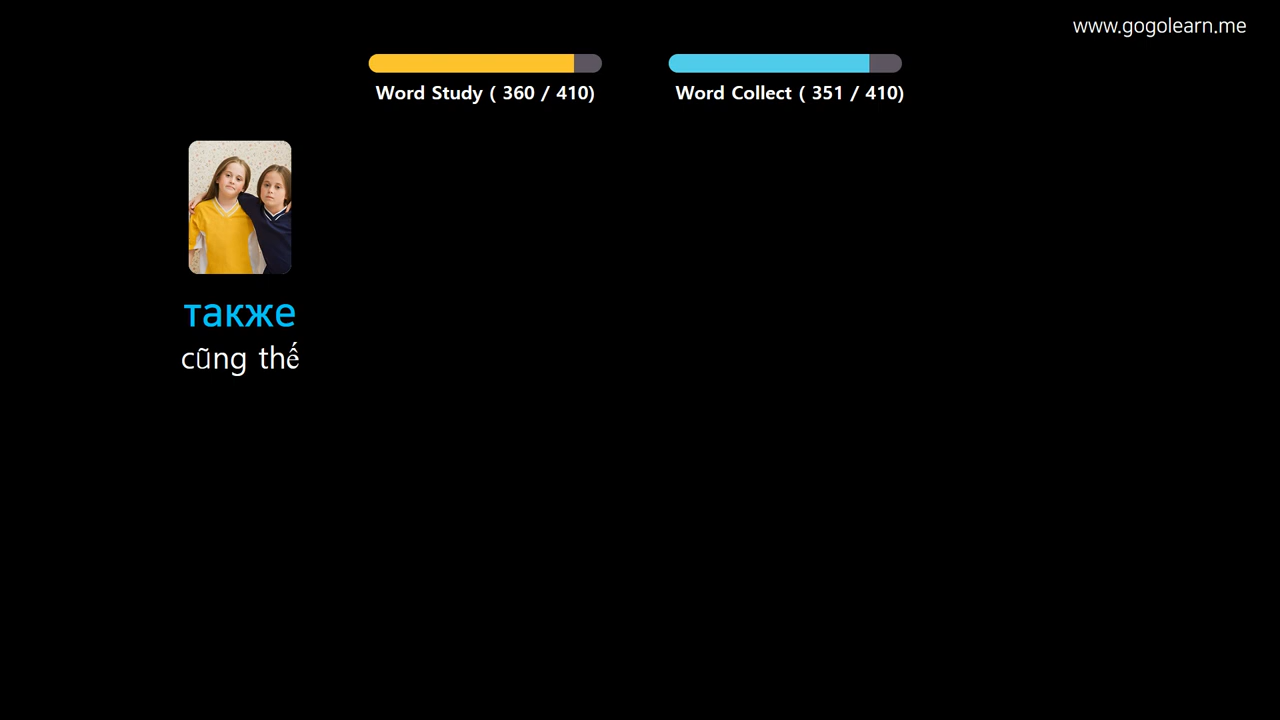 www.gogolearn.me
Word Study ( 360 / 410)
Word Collect ( 351 / 410)
также
cũng thế